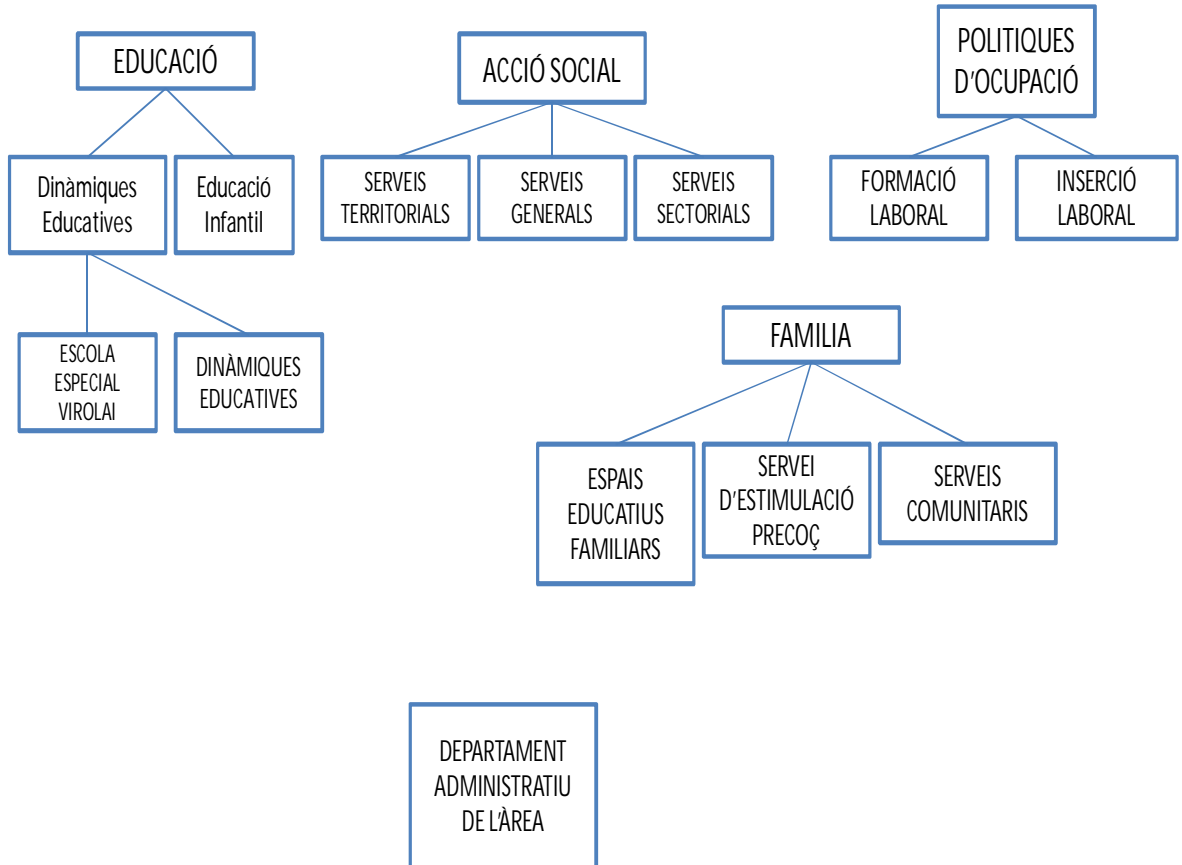 EDUCACIÓ
Dinàmiques
Educatives
Educació
Infantil
ESCOLA
ESPECIAL
VIROLAI
DINÀMIQUES
EDUCATIVES
ACCIÓ SOCIAL
SERVEIS
TERRITORIALS
SERVEIS
GENERALS
SERVEIS
SECTORIALS
POLITIQUES
D'OCUPACIÓ
FORMACIÓ
LABORAL
INSERCIÓ
LABORAL
FAMILIA
ESPAIS
EDUCATIUS
FAMILIARS
SERVEI
D'ESTIMULACIÓ
PRECOÇ
SERVEIS
COMUNITARIS
DEPARTAMENT
ADMINISTRATIU
DE L'ÀREA